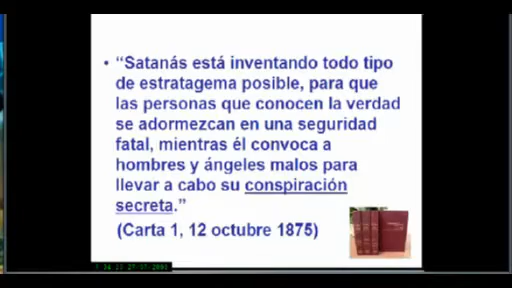 • “Satanás está inventando todo tipo
de estratagema posible, para que
las personas que conocen la verdad
se adormezcan en una seguridad
fatal, mientras él convoca a
hombres y ángeles malos para
llevar a cabo su conspiración
secreta.”
(Carta 1, 12 octubre 1875)